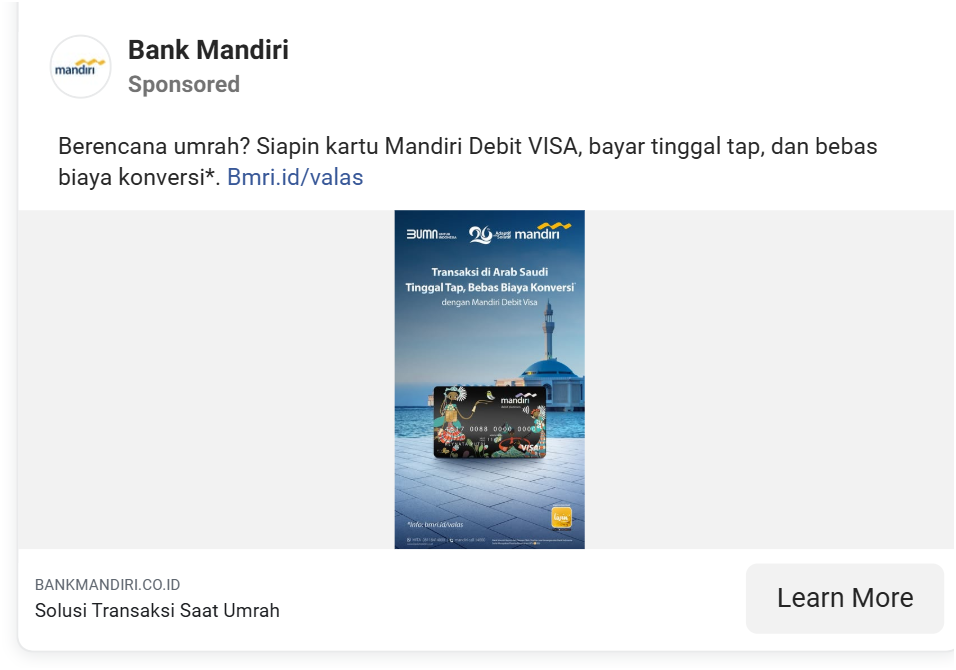 mandiri
Bank Mandiri
Sponsored
Berencana umrah? Siapin kartu Mandiri Debit VISA, bayar tinggal tap, dan bebas
biaya konversi*. Bmri.id/valas
BUMN
mandiri
Transaksi di Arab Saudi
Tinggal Tap, Bebas Biaya Konversi*
dengan Mandiri Debit Visa
mandiri
0088 0000 0000
VISA
*Info: bmri.id/valas
BANKMANDIRI.CO.ID
Solusi Transaksi Saat Umrah
Learn More